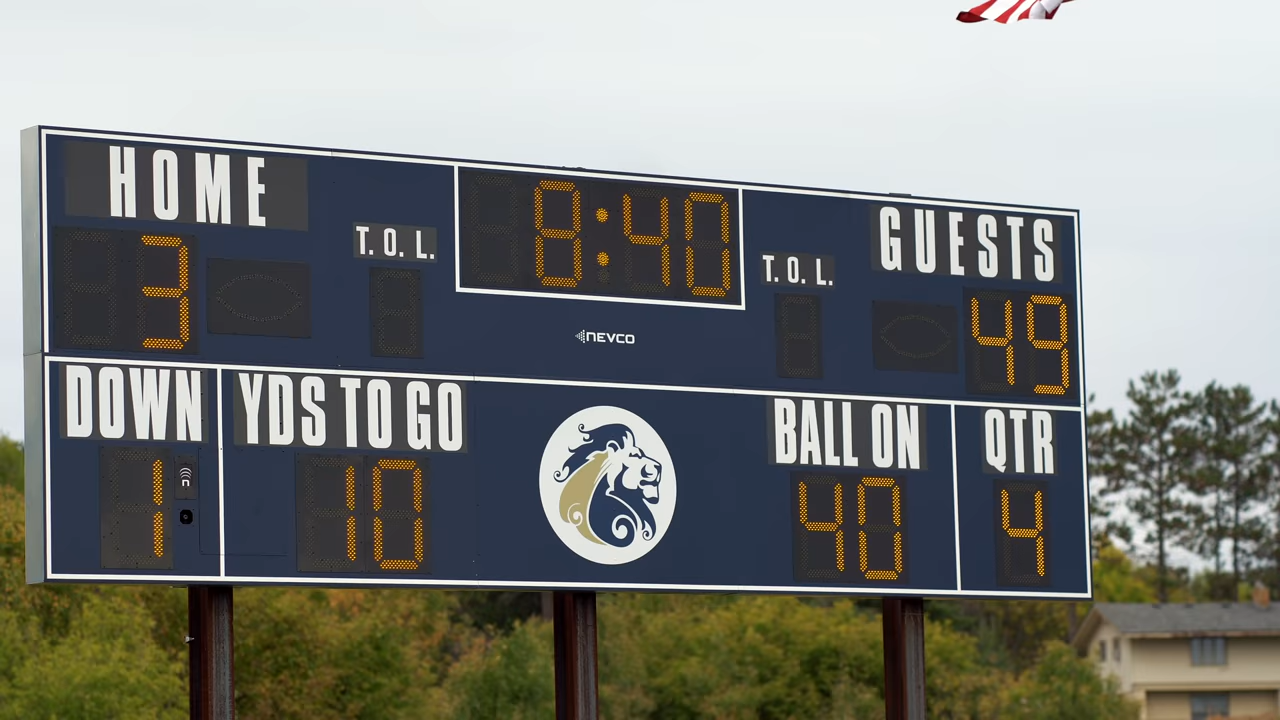 HOME
T. O. L.
8:40
T. O. L.
GUESTS
3
NEVCO
49
DOWN
YDS TO GO
BALL ON
QTR
1
10
40
4